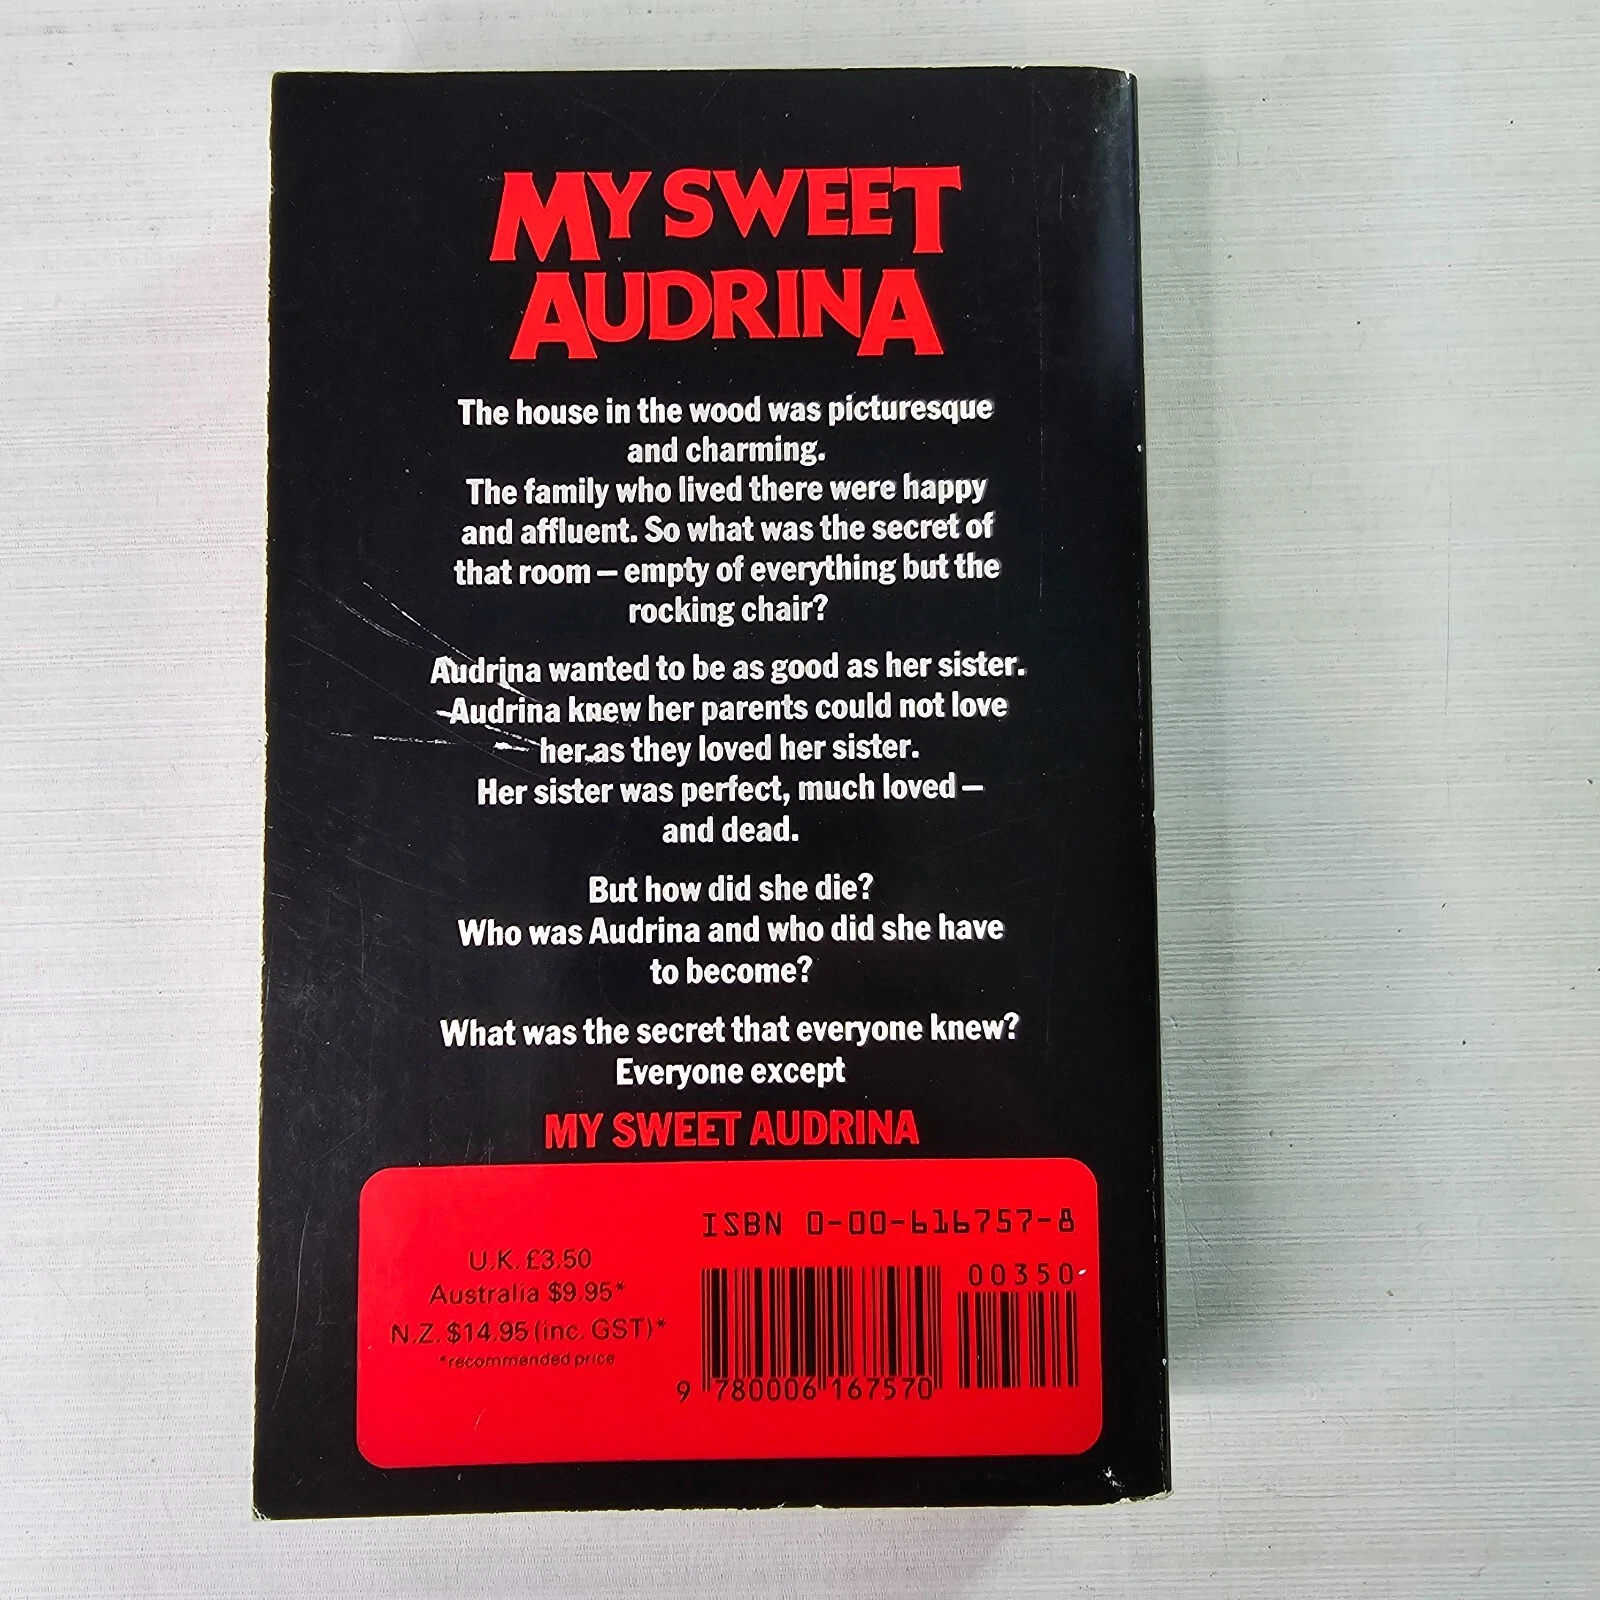 MY SWEET
AUDRINA
The house in the wood was picturesque
and charming.
The family who lived there were happy
and affluent. So what was the secret of
that room – empty of everything but the
rocking chair?
Audrina wanted to be as good as her sister.
Audrina knew her parents could not love
her as they loved her sister.
Her sister was perfect, much loved –
and dead.
But how did she die?
Who was Audrina and who did she have
to become?
What was the secret that everyone knew?
Everyone except
MY SWEET AUDRINA
ISBN 0-00-616757-8
U.K. £3.50
Australia $9.95*
N.Z. $14.95 (inc. GST)*
*recommended price
00350
9 780006 167570